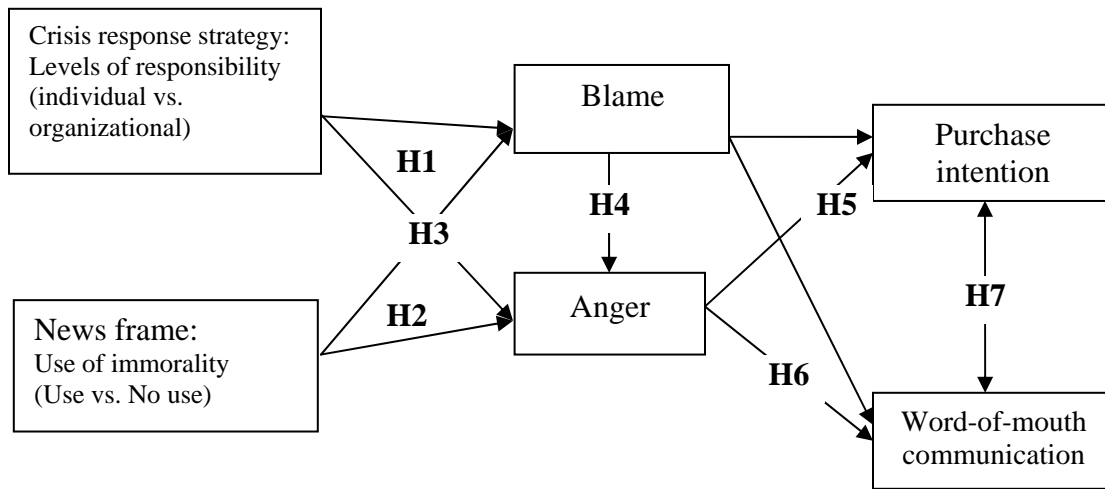 Crisis response strategy:
Levels of responsibility
(individual vs.
organizational)
Blame
Purchase
intention
H1
H4
H5
H3
H2
News frame:
Use of immorality
(Use vs. No use)
Anger
H7
H6
Word-of-mouth
communication